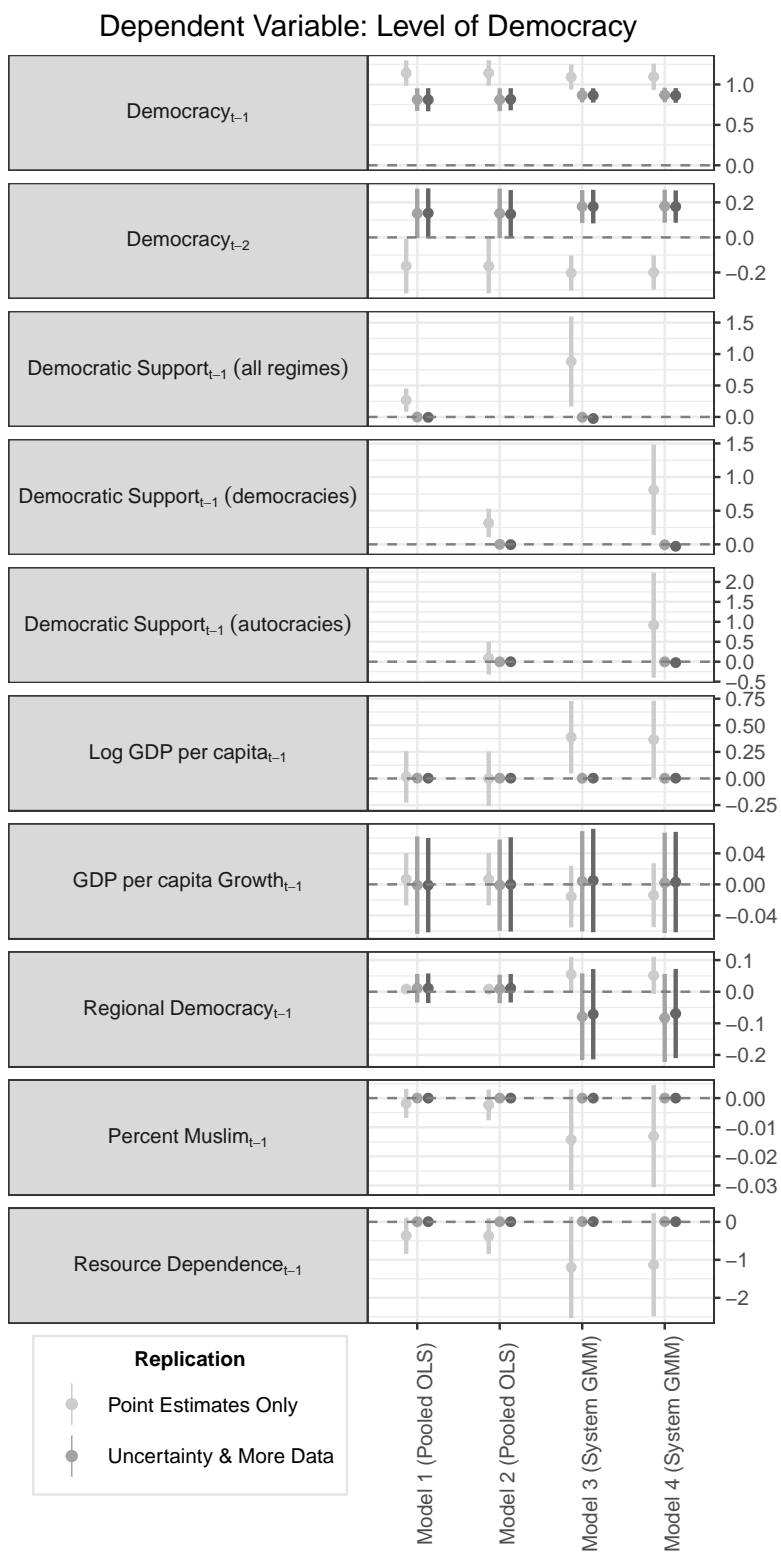 Dependent Variable: Level of Democracy
Democracyt−1
1.0
0.5
0.0
Democracyt−2
0.2
0.0
−0.2
Democratic Supportt−1 (all regimes)
1.5
1.0
0.5
0.0
Democratic Supportt−1 (democracies)
1.5
1.0
0.5
0.0
Democratic Supportt−1 (autocracies)
2.0
1.5
1.0
0.5
0.0
−0.5
Log GDP per capitat−1
0.75
0.50
0.25
0.00
−0.25
GDP per capita Growtht−1
0.04
0.00
−0.04
Regional Democracyt−1
0.1
0.0
−0.1
−0.2
Percent Muslimt−1
0.00
−0.01
−0.02
−0.03
Resource Dependencet−1
0
−1
−2
Model 1 (Pooled OLS)
Model 2 (Pooled OLS)
Model 3 (System GMM)
Model 4 (System GMM)
Replication
Point Estimates Only
Uncertainty & More Data